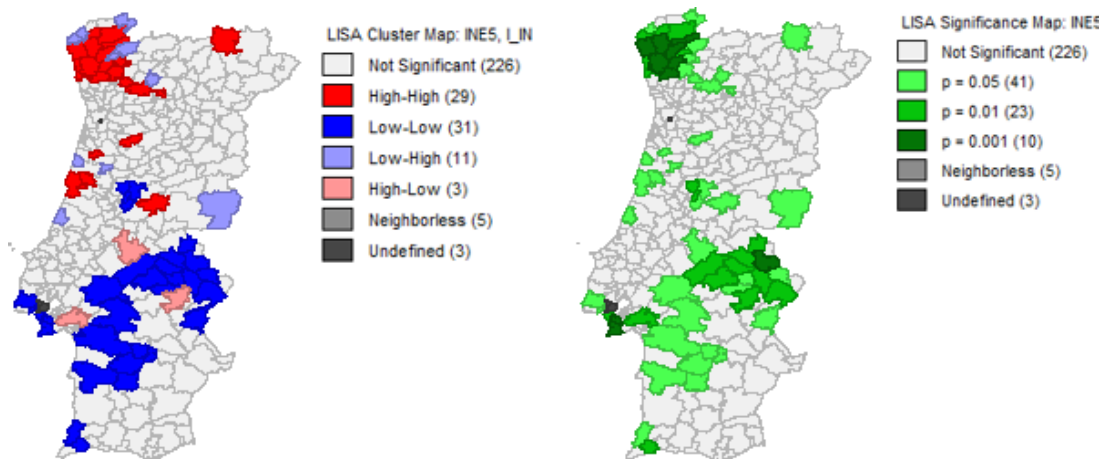 LISA Cluster Map: INE5, I_IN
Not Significant (226)
High-High (29)
Low-Low (31)
Low-High (11)
High-Low (3)
Neighborless (5)
Undefined (3)
LISA Significance Map: INE5
Not Significant (226)
p = 0.05 (41)
p = 0.01 (23)
p = 0.001 (10)
Neighborless (5)
Undefined (3)